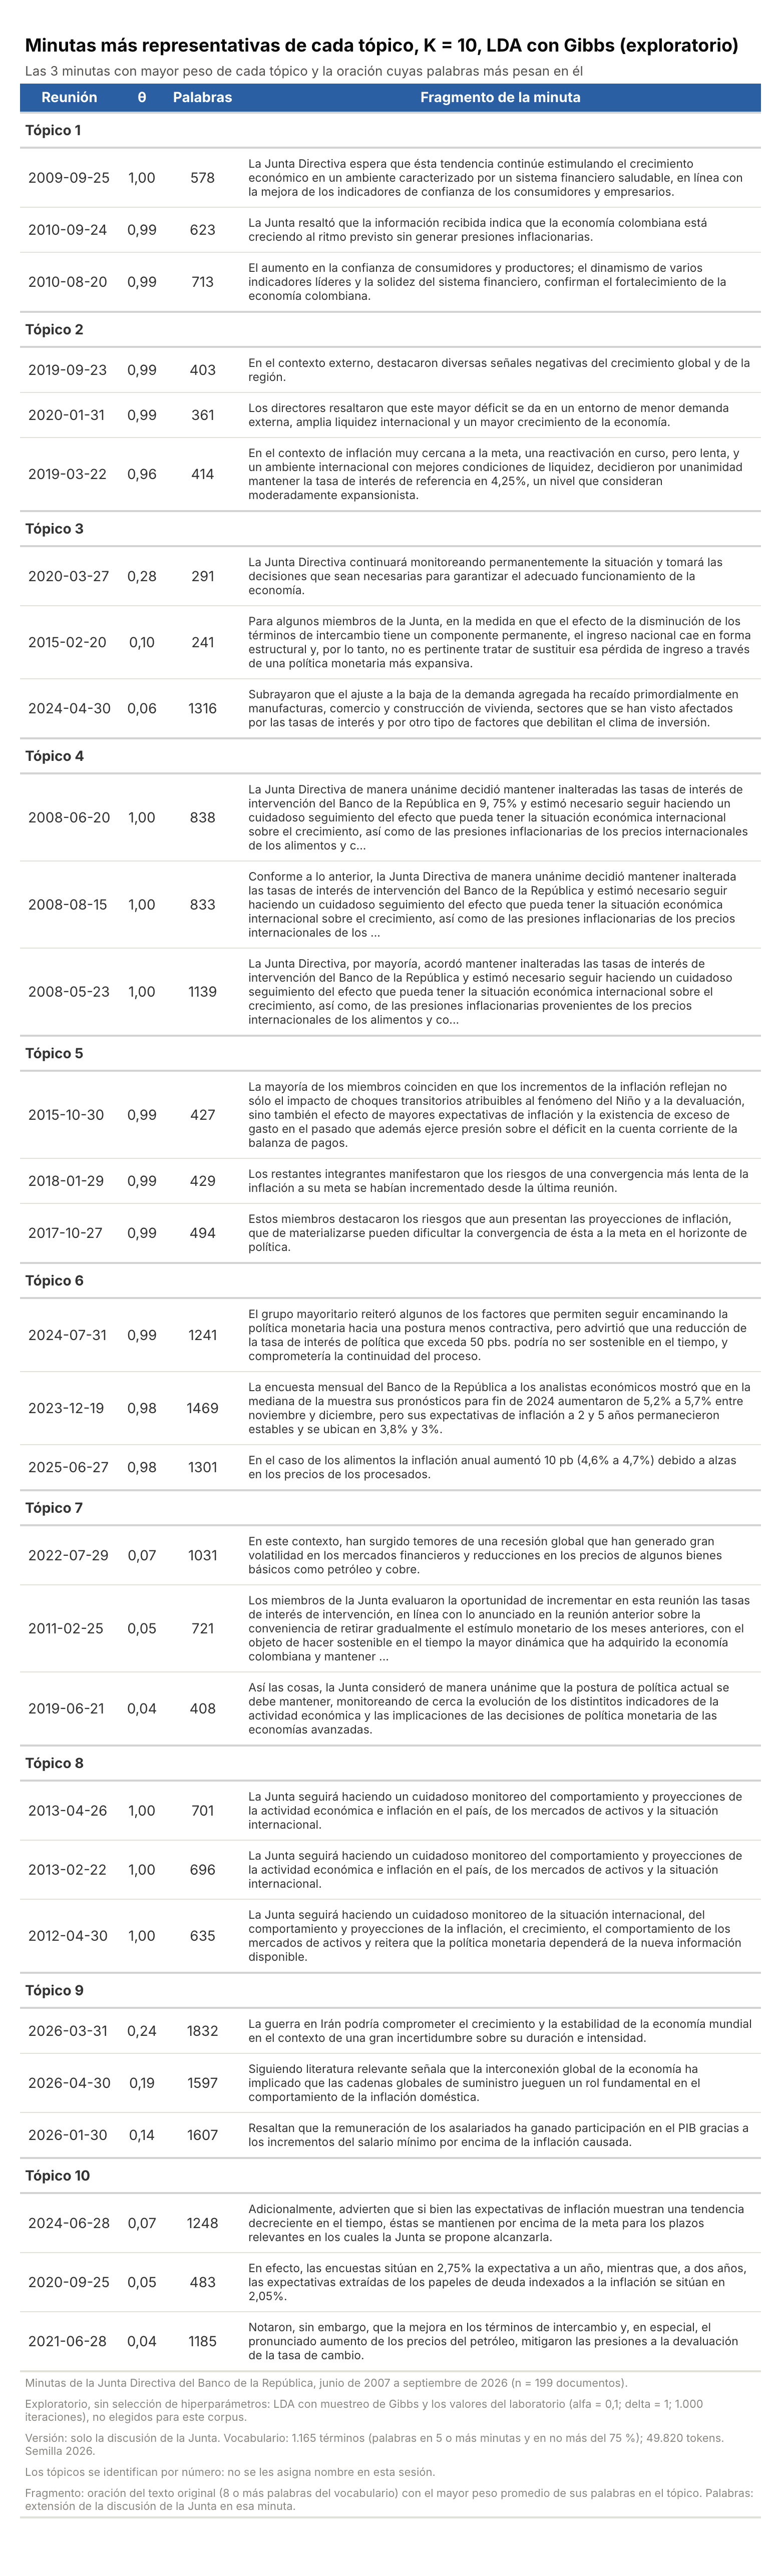 Minutas más representativas de cada tópico, K = 10, LDA con Gibbs (exploratorio)
Las 3 minutas con mayor peso de cada tópico y la oración cuyas palabras más pesan en él
Reunión θ Palabras Fragmento de la minuta
Tópico 1
2009-09-25 1,00 578
La Junta Directiva espera que ésta tendencia continúe estimulando el crecimiento
económico en un ambiente caracterizado por un sistema financiero saludable, en línea con
la mejora de los indicadores de confianza de los consumidores y empresarios.
2010-09-24 0,99 623
La Junta resaltó que la información recibida indica que la economía colombiana está
creciendo al ritmo previsto sin generar presiones inflacionarias.
2010-08-20 0,99 713
El aumento en la confianza de consumidores y productores; el dinamismo de varios
indicadores líderes y la solidez del sistema financiero, confirman el fortalecimiento de la
economía colombiana.
Tópico 2
2019-09-23 0,99 403
En el contexto externo, destacaron diversas señales negativas del crecimiento global y de la
región.
2020-01-31 0,99 361
Los directores resaltaron que este mayor déficit se da en un entorno de menor demanda
externa, amplia liquidez internacional y un mayor crecimiento de la economía.
2019-03-22 0,96 414
En el contexto de inflación muy cercana a la meta, una reactivación en curso, pero lenta, y
un ambiente internacional con mejores condiciones de liquidez, decidieron por unanimidad
mantener la tasa de interés de referencia en 4,25%, un nivel que consideran
moderadamente expansionista.
Tópico 3
2020-03-27 0,28 291
La Junta Directiva continuará monitoreando permanentemente la situación y tomará las
decisiones que sean necesarias para garantizar el adecuado funcionamiento de la
economía.
2015-02-20 0,10 241
Para algunos miembros de la Junta, en la medida en que el efecto de la disminución de los
términos de intercambio tiene un componente permanente, el ingreso nacional cae en forma
estructural y, por lo tanto, no es pertinente tratar de sustituir esa pérdida de ingreso a través
de una política monetaria más expansiva.
2024-04-30 0,06 1316
Subrayaron que el ajuste a la baja de la demanda agregada ha recaído primordialmente en
manufacturas, comercio y construcción de vivienda, sectores que se han visto afectados
por las tasas de interés y por otro tipo de factores que debilitan el clima de inversión.
Tópico 4
2008-06-20 1,00 838
La Junta Directiva de manera unánime decidió mantener inalteradas las tasas de interés de
intervención del Banco de la República en 9, 75% y estimó necesario seguir haciendo un
cuidadoso seguimiento del efecto que pueda tener la situación económica internacional
sobre el crecimiento, así como de las presiones inflacionarias de los precios internacionales
de los alimentos y c...
2008-08-15 1,00 833
Conforme a lo anterior, la Junta Directiva de manera unánime decidió mantener inalterada
las tasas de interés de intervención del Banco de la República y estimó necesario seguir
haciendo un cuidadoso seguimiento del efecto que pueda tener la situación económica
internacional sobre el crecimiento, así como de las presiones inflacionarias de los precios
internacionales de los ...
2008-05-23 1,00 1139
La Junta Directiva, por mayoría, acordó mantener inalteradas las tasas de interés de
intervención del Banco de la República y estimó necesario seguir haciendo un cuidadoso
seguimiento del efecto que pueda tener la situación económica internacional sobre el
crecimiento, así como, de las presiones inflacionarias provenientes de los precios
internacionales de los alimentos y co...
Tópico 5
2015-10-30 0,99 427
La mayoría de los miembros coinciden en que los incrementos de la inflación reflejan no
sólo el impacto de choques transitorios atribuibles al fenómeno del Niño y a la devaluación,
sino también el efecto de mayores expectativas de inflación y la existencia de exceso de
gasto en el pasado que además ejerce presión sobre el déficit en la cuenta corriente de la
balanza de pagos.
2018-01-29 0,99 429
Los restantes integrantes manifestaron que los riesgos de una convergencia más lenta de la
inflación a su meta se habían incrementado desde la última reunión.
2017-10-27 0,99 494
Estos miembros destacaron los riesgos que aun presentan las proyecciones de inflación,
que de materializarse pueden dificultar la convergencia de ésta a la meta en el horizonte de
política.
Tópico 6
2024-07-31 0,99 1241
El grupo mayoritario reiteró algunos de los factores que permiten seguir encaminando la
política monetaria hacia una postura menos contractiva, pero advirtió que una reducción de
la tasa de interés de política que exceda 50 pbs. podría no ser sostenible en el tiempo, y
comprometería la continuidad del proceso.
2023-12-19 0,98 1469
La encuesta mensual del Banco de la República a los analistas económicos mostró que en la
mediana de la muestra sus pronósticos para fin de 2024 aumentaron de 5,2% a 5,7% entre
noviembre y diciembre, pero sus expectativas de inflación a 2 y 5 años permanecieron
estables y se ubican en 3,8% y 3%.
2025-06-27 0,98 1301
En el caso de los alimentos la inflación anual aumentó 10 pb (4,6% a 4,7%) debido a alzas
en los precios de los procesados.
Tópico 7
2022-07-29 0,07 1031
En este contexto, han surgido temores de una recesión global que han generado gran
volatilidad en los mercados financieros y reducciones en los precios de algunos bienes
básicos como petróleo y cobre.
2011-02-25 0,05 721
Los miembros de la Junta evaluaron la oportunidad de incrementar en esta reunión las tasas
de interés de intervención, en línea con lo anunciado en la reunión anterior sobre la
conveniencia de retirar gradualmente el estímulo monetario de los meses anteriores, con el
objeto de hacer sostenible en el tiempo la mayor dinámica que ha adquirido la economía
colombiana y mantener ...
2019-06-21 0,04 408
Así las cosas, la Junta consideró de manera unánime que la postura de política actual se
debe mantener, monitoreando de cerca la evolución de los distintitos indicadores de la
actividad económica y las implicaciones de las decisiones de política monetaria de las
economías avanzadas.
Tópico 8
2013-04-26 1,00 701
La Junta seguirá haciendo un cuidadoso monitoreo del comportamiento y proyecciones de
la actividad económica e inflación en el país, de los mercados de activos y la situación
internacional.
2013-02-22 1,00 696
La Junta seguirá haciendo un cuidadoso monitoreo del comportamiento y proyecciones de
la actividad económica e inflación en el país, de los mercados de activos y la situación
internacional.
2012-04-30 1,00 635
La Junta seguirá haciendo un cuidadoso monitoreo de la situación internacional, del
comportamiento y proyecciones de la inflación, el crecimiento, el comportamiento de los
mercados de activos y reitera que la política monetaria dependerá de la nueva información
disponible.
Tópico 9
2026-03-31 0,24 1832
La guerra en Irán podría comprometer el crecimiento y la estabilidad de la economía mundial
en el contexto de una gran incertidumbre sobre su duración e intensidad.
2026-04-30 0,19 1597
Siguiendo literatura relevante señala que la interconexión global de la economía ha
implicado que las cadenas globales de suministro jueguen un rol fundamental en el
comportamiento de la inflación doméstica.
2026-01-30 0,14 1607
Resaltan que la remuneración de los asalariados ha ganado participación en el PIB gracias a
los incrementos del salario mínimo por encima de la inflación causada.
Tópico 10
2024-06-28 0,07 1248
Adicionalmente, advierten que si bien las expectativas de inflación muestran una tendencia
decreciente en el tiempo, éstas se mantienen por encima de la meta para los plazos
relevantes en los cuales la Junta se propone alcanzarla.
2020-09-25 0,05 483
En efecto, las encuestas sitúan en 2,75% la expectativa a un año, mientras que, a dos años,
las expectativas extraídas de los papeles de deuda indexados a la inflación se sitúan en
2,05%.
2021-06-28 0,04 1185
Notaron, sin embargo, que la mejora en los términos de intercambio y, en especial, el
pronunciado aumento de los precios del petróleo, mitigaron las presiones a la devaluación
de la tasa de cambio.
Minutas de la Junta Directiva del Banco de la República, junio de 2007 a septiembre de 2026 (n = 199 documentos).
Exploratorio, sin selección de hiperparámetros: LDA con muestreo de Gibbs y los valores del laboratorio (alfa = 0,1; delta = 1; 1.000
iteraciones), no elegidos para este corpus.
Versión: solo la discusión de la Junta. Vocabulario: 1.165 términos (palabras en 5 o más minutas y en no más del 75 %); 49.820 tokens.
Semilla 2026.
Los tópicos se identifican por número: no se les asigna nombre en esta sesión.
Fragmento: oración del texto original (8 o más palabras del vocabulario) con el mayor peso promedio de sus palabras en el tópico. Palabras:
extensión de la discusión de la Junta en esa minuta.